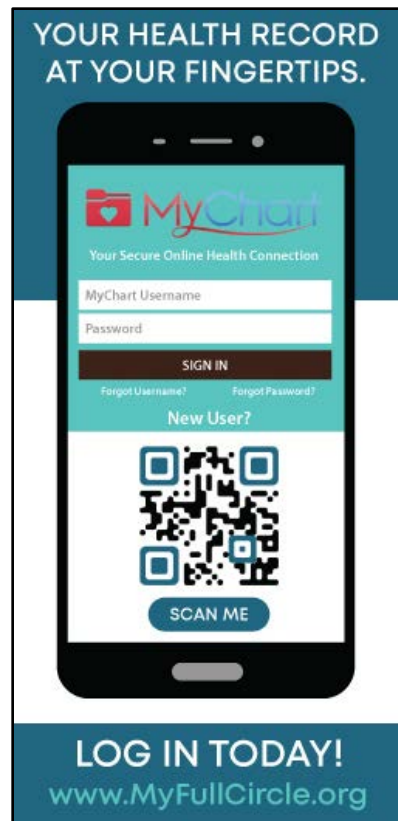 YOUR HEALTH RECORD
AT YOUR FINGERTIPS.
MyChart
Your Secure Online Health Connection
MyChart Username
Password
SIGN IN
Forgot Username? Forgot Password?
New User?
SCAN ME
LOG IN TODAY!
www.MyFullCircle.org